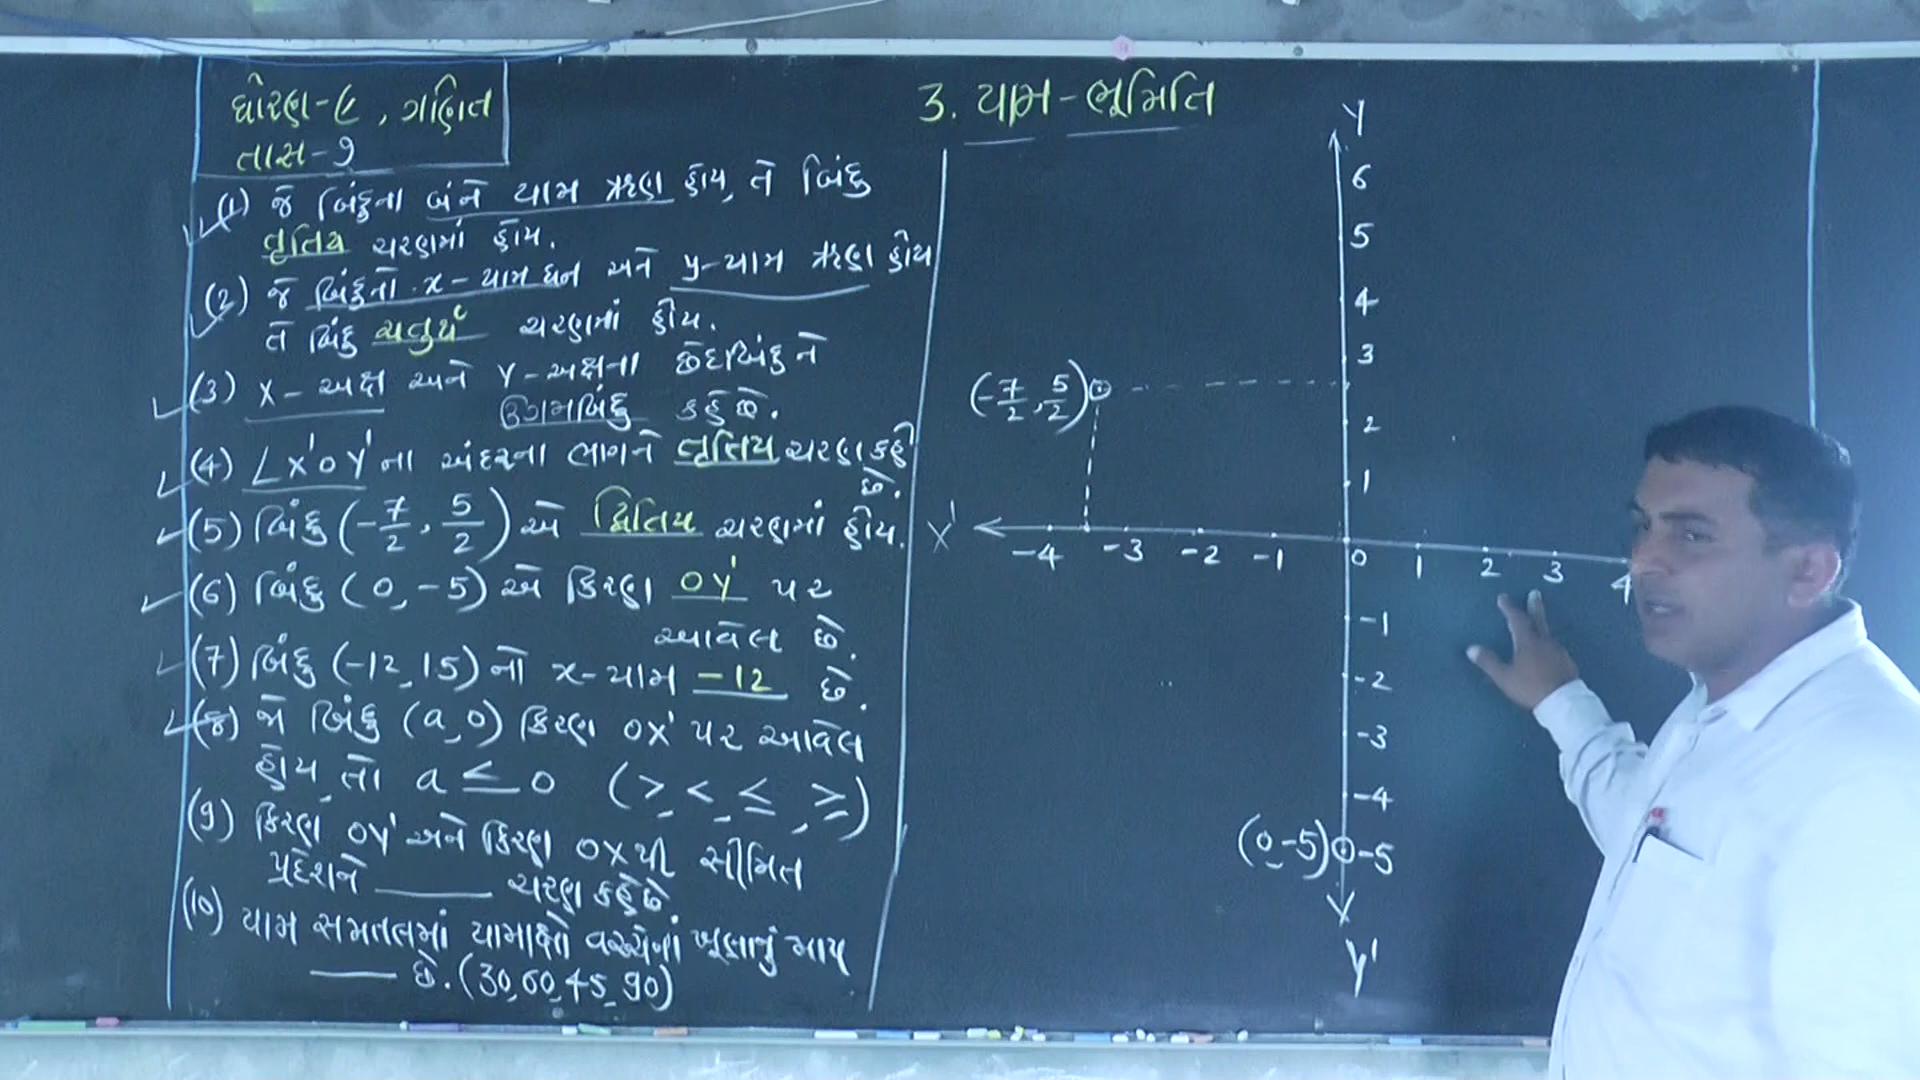 ધોરણ-૯, ગણિત
તાસ-૭
3. યામ-ભૂમિતિ
(1) જે બિંદુના બંને યામ ઋણ હોય, તે બિંદુ
તૃતિય ચરણમાં હોય.
(2) જે બિંદુનો x-યામ ધન અને y-યામ ઋણ હોય
તે બિંદુ ચતુર્થ ચરણમાં હોય.
(3) X-અક્ષ અને Y-અક્ષના છેદબિંદુને
ઉગમબિંદુ કહે છે.
(4) ∠X'OY'ના અંદરના ભાગને તૃતિય ચરણ કહે
છે.
(5) બિંદુ (-7/2, 5/2) એ દ્વિતિય ચરણમાં હોય.
(6) બિંદુ (0, -5) એ કિરણ OY' પર
આવેલ છે.
(7) બિંદુ (-12, 15) નો x-યામ -12 છે.
(8) જો બિંદુ (a, 0) કિરણ OX' પર આવેલ
હોય, તો a ≤ 0 (>, <, ≤, ≥)
(9) કિરણ OY' અને કિરણ OX થી સીમિત
પ્રદેશને ______ ચરણ કહે છે.
(10) યામ સમતલમાં યામાક્ષો વચ્ચેનાં ખૂણાનું માપ
______ છે. (30, 60, 45, 90)
Y
6
5
4
3
(-7/2, 5/2)
2
1
X' -4 -3 -2 -1 0 1 2 3 4
-1
-2
-3
-4
(0, -5) -5
Y'